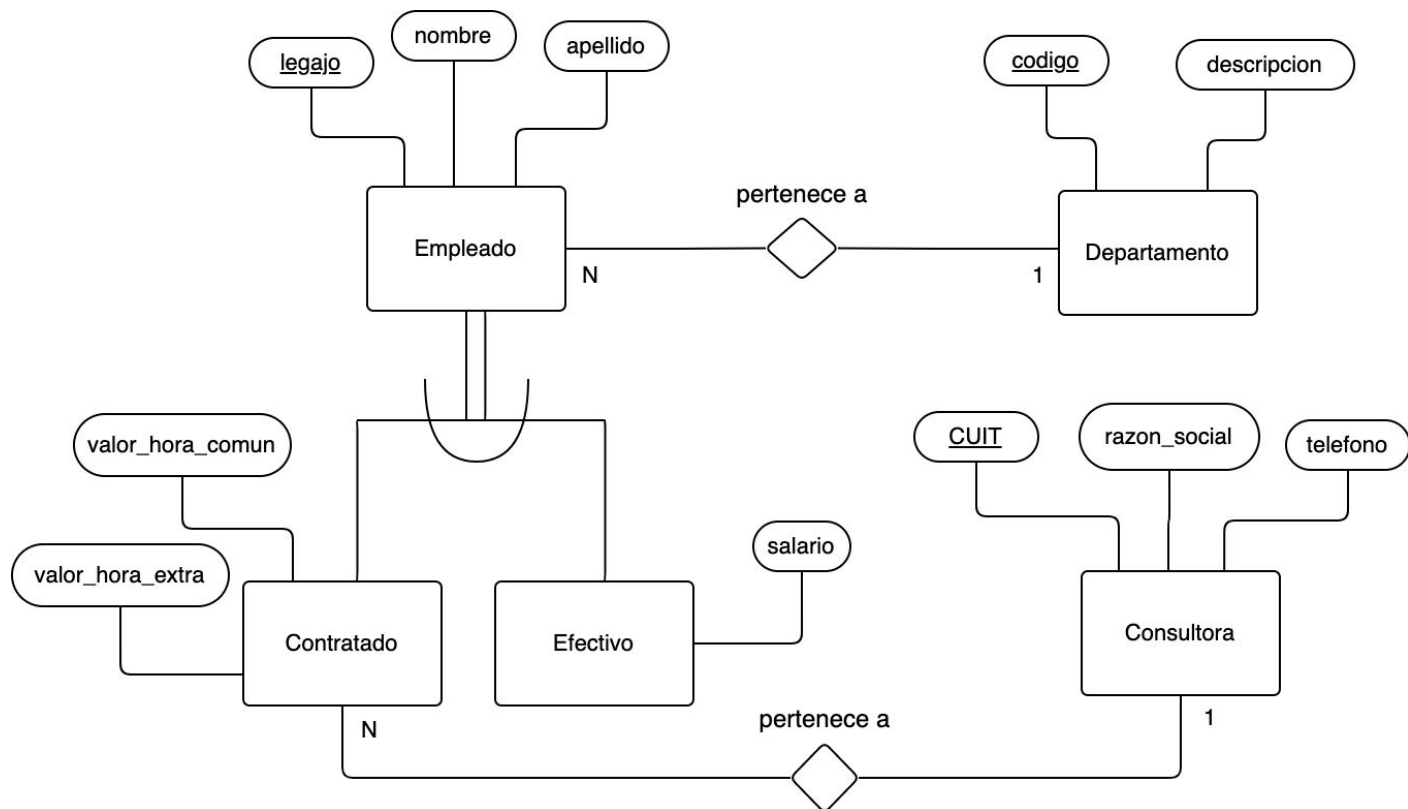 nombre
apellido
legajo
codigo
descripcion
pertenece a
Empleado
Departamento
N
1
valor_hora_comun
CUIT
razon_social
telefono
valor_hora_extra
salario
Contratado
Efectivo
Consultora
N
pertenece a
1